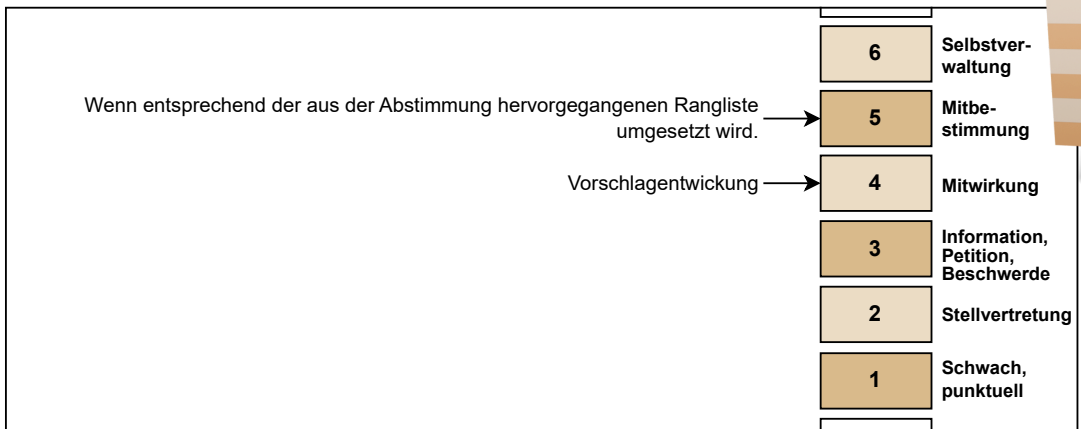 6
Selbstver-
waltung
Wenn entsprechend der aus der Abstimmung hervorgegangenen Rangliste
umgesetzt wird.
5
Mitbe-
stimmung
Vorschlagentwickung
4
Mitwirkung
3
Information,
Petition,
Beschwerde
2
Stellvertretung
1
Schwach,
punktuell